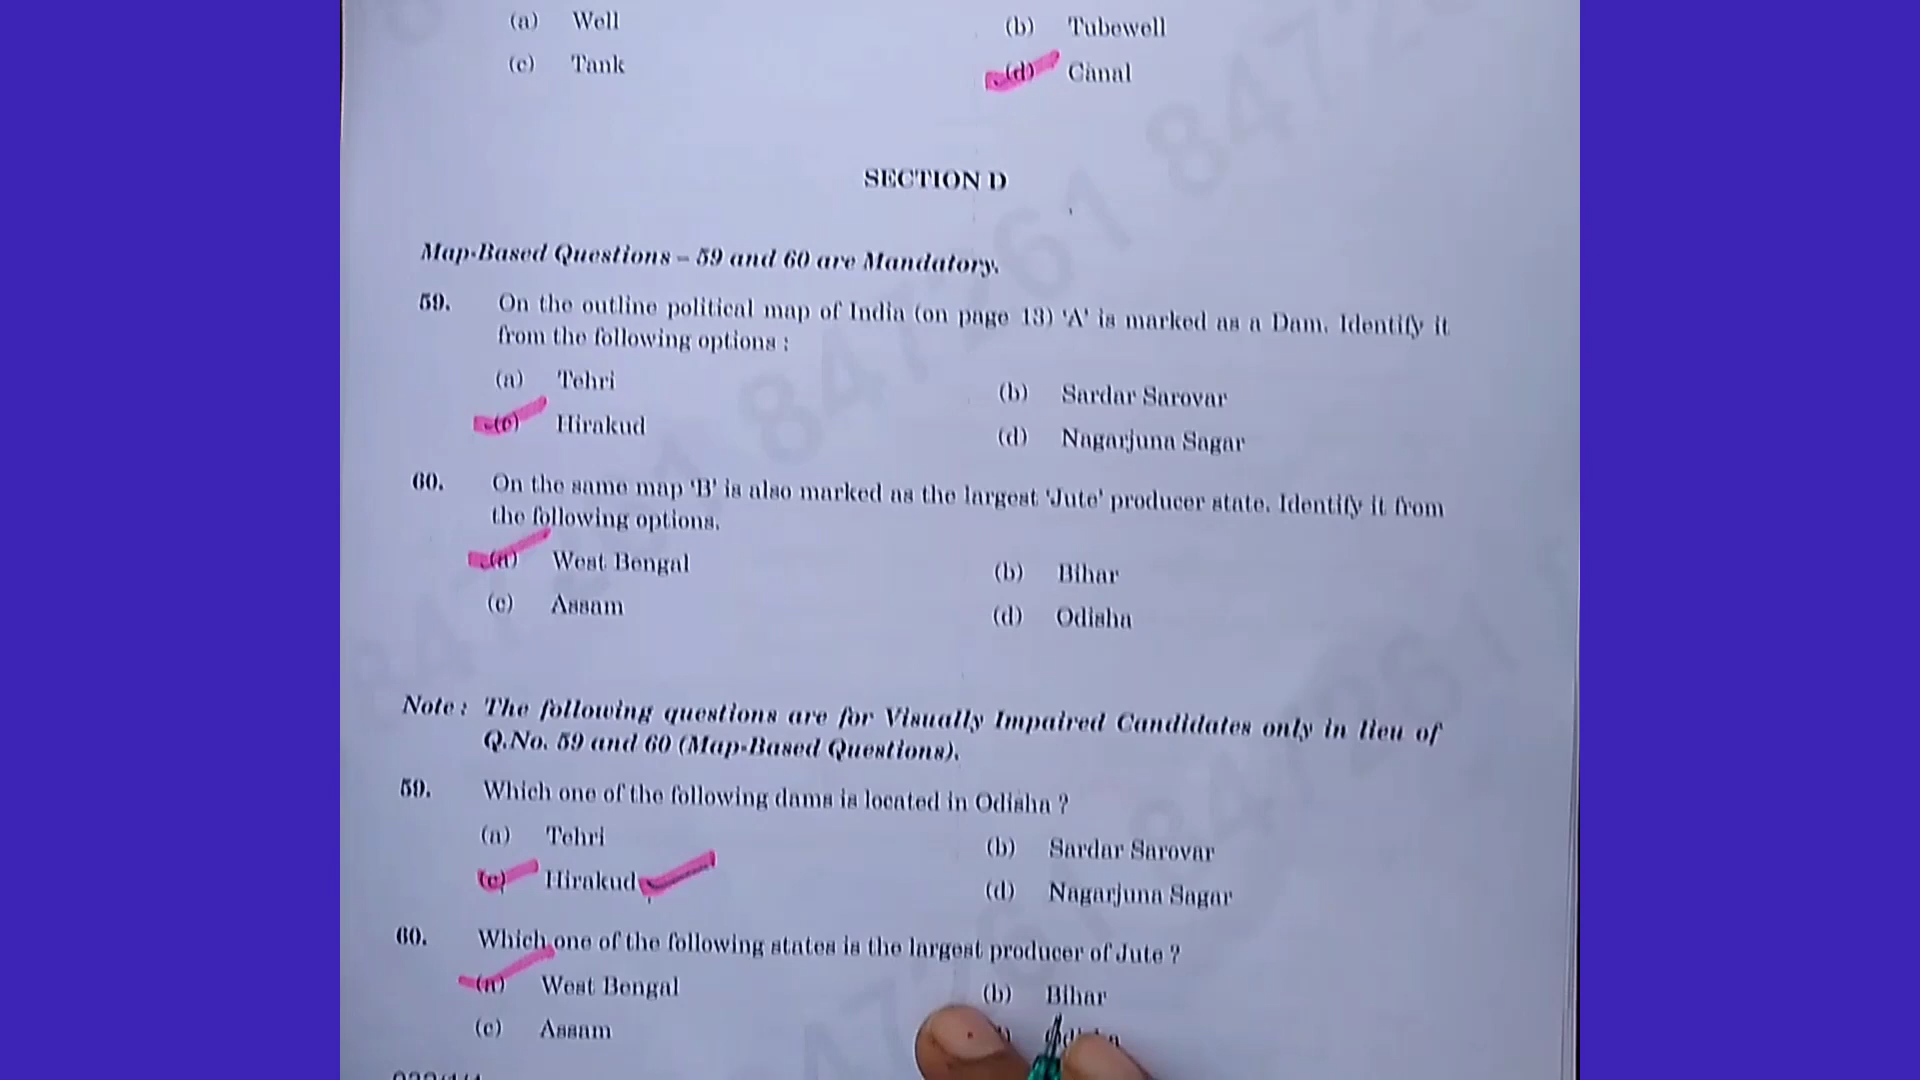 (a) Well (b) Tubewell
(c) Tank (d) Canal
SECTION D
Map-Based Questions – 59 and 60 are Mandatory.
59. On the outline political map of India (on page 13) ‘A’ is marked as a Dam. Identify it
from the following options :
(a) Tehri (b) Sardar Sarovar
(c) Hirakud (d) Nagarjuna Sagar
60. On the same map ‘B’ is also marked as the largest ‘Jute’ producer state. Identify it from
the following options.
(a) West Bengal (b) Bihar
(c) Assam (d) Odisha
Note : The following questions are for Visually Impaired Candidates only in lieu of
Q.No. 59 and 60 (Map-Based Questions).
59. Which one of the following dams is located in Odisha ?
(a) Tehri (b) Sardar Sarovar
(c) Hirakud (d) Nagarjuna Sagar
60. Which one of the following states is the largest producer of Jute ?
(a) West Bengal (b) Bihar
(c) Assam
847261 847261